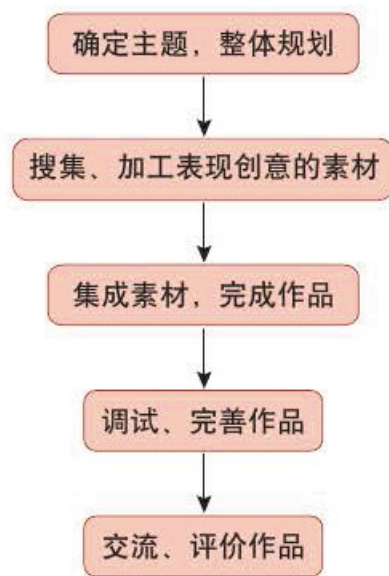 确定主题，整体规划
搜集、加工表现创意的素材
集成素材，完成作品
调试、完善作品
交流、评价作品